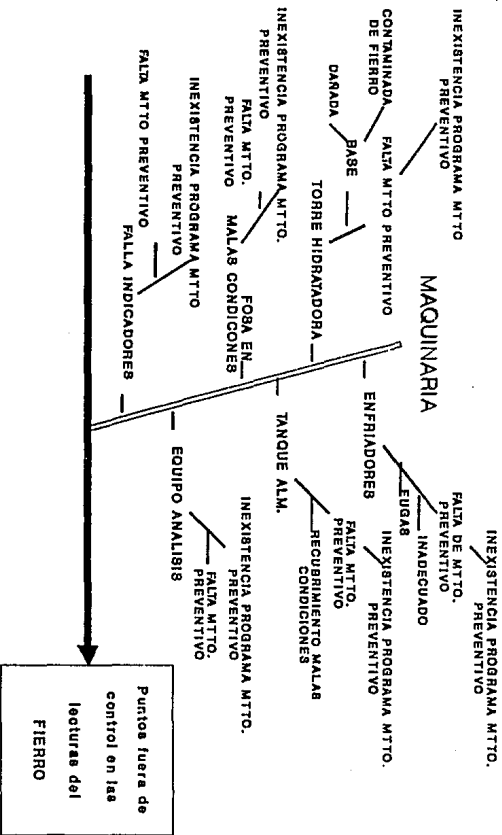 MAQUINARIA
INEXISTENCIA PROGRAMA MTTO
PREVENTIVO
FALTA MTTO PREVENTIVO
CONTAMINADA
DE FIERRO
BASE
DAÑADA
TORRE HIDRATADORA
INEXISTENCIA PROGRAMA MTTO.
PREVENTIVO
FALTA MTTO.
PREVENTIVO
FOSA EN
MALAS CONDICONES
INEXISTENCIA PROGRAMA MTTO
PREVENTIVO
FALTA MTTO PREVENTIVO
FALLA INDICADORES
INEXISTENCIA PROGRAMA MTTO.
PREVENTIVO
FALTA DE MTTO.
PREVENTIVO
INADECUADO
FUGAS
ENFRIADORES
INEXISTENCIA PROGRAMA MTTO.
PREVENTIVO
FALTA MTTO.
PREVENTIVO
RECUBRIMIENTO MALAS
CONDICIONES
TANQUE ALM.
INEXISTENCIA PROGRAMA MTTO.
PREVENTIVO
FALTA MTTO.
PREVENTIVO
EQUIPO ANALISIS
Puntos fuera de
control en las
lecturas del
FIERRO